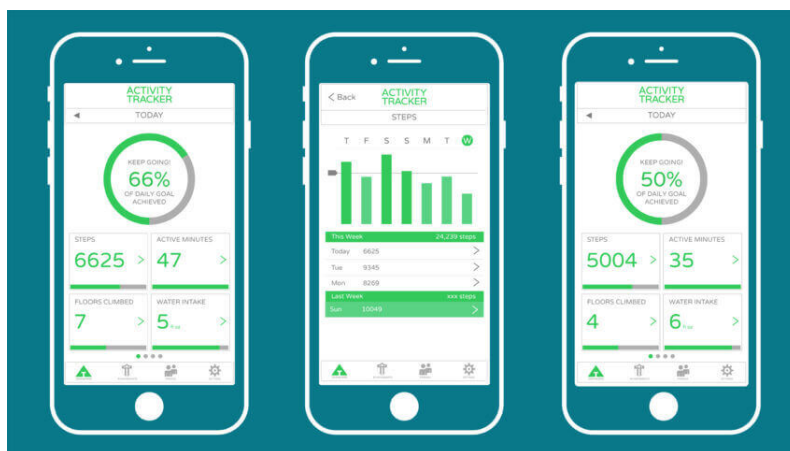 ACTIVITY
TRACKER
TODAY
KEEP GOING!
66%
OF DAILY GOAL
ACHIEVED
STEPS
6625 >
ACTIVE MINUTES
47 >
FLOORS CLIMBED
7 >
WATER INTAKE
5 >
< Back
ACTIVITY
TRACKER
STEPS
T F S S M T W
This Week 24,239 steps
Today 6625 >
Tue 9345 >
Mon 8269 >
Last Week xxx steps
Sun 10049 >
ACTIVITY
TRACKER
TODAY
KEEP GOING!
50%
OF DAILY GOAL
ACHIEVED
STEPS
5004 >
ACTIVE MINUTES
35 >
FLOORS CLIMBED
4 >
WATER INTAKE
6 >